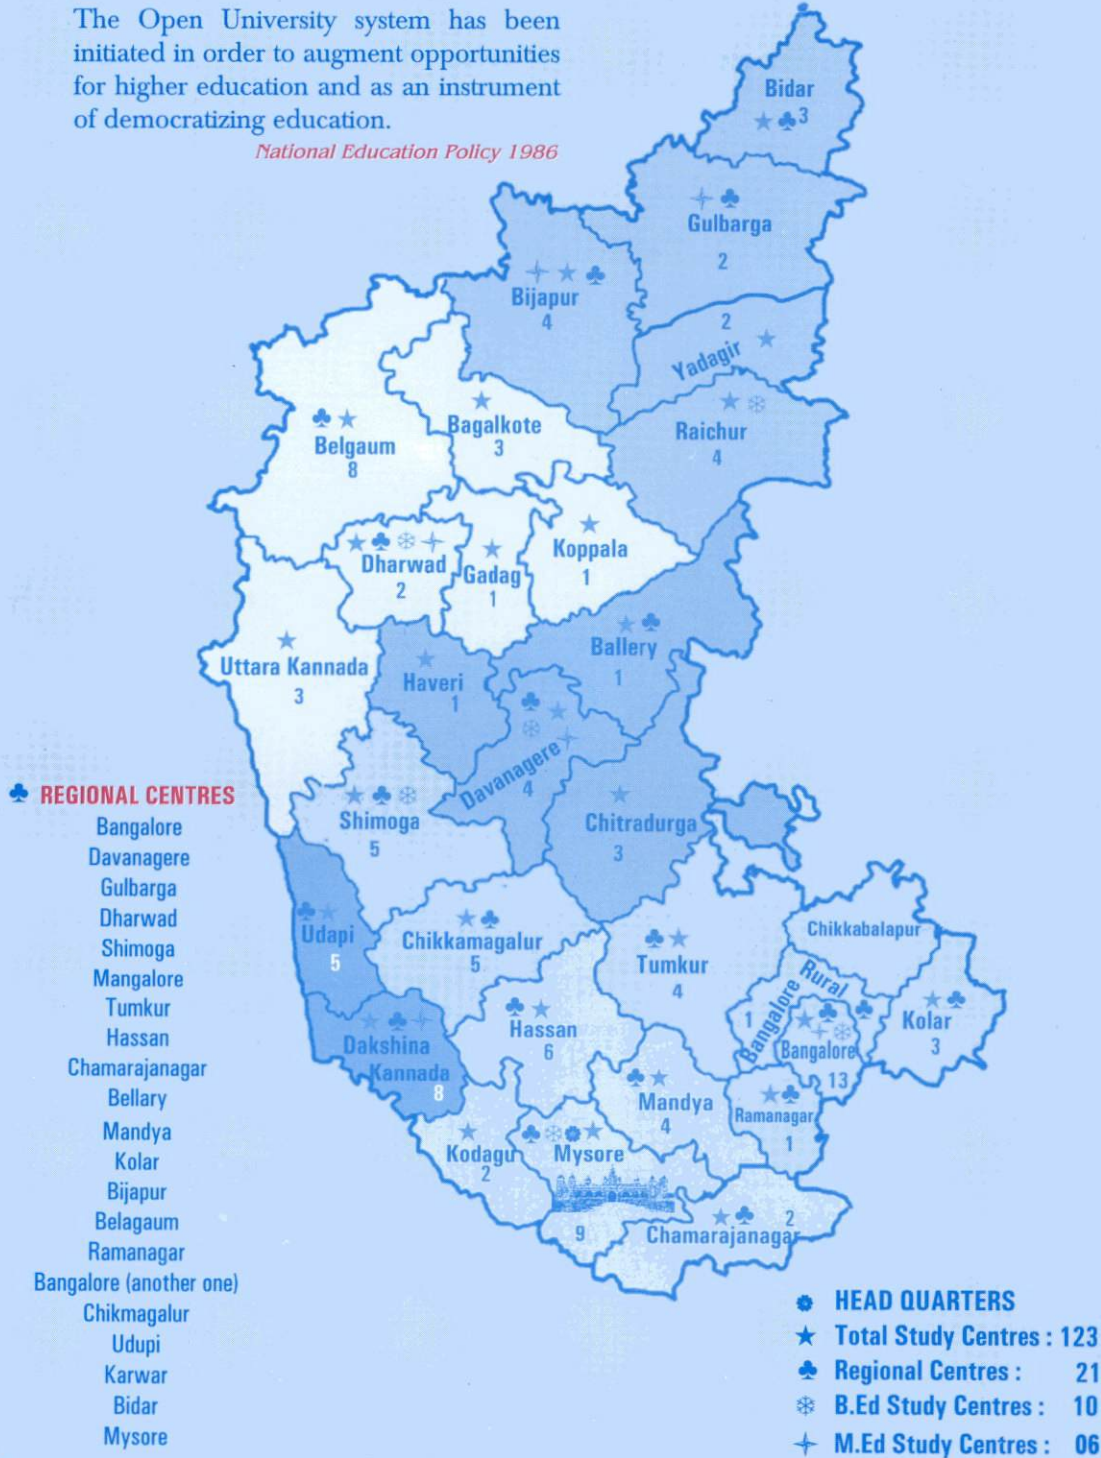 The Open University system has been
initiated in order to augment opportunities
for higher education and as an instrument
of democratizing education.
National Education Policy 1986
Bidar
3
Gulbarga
2
Bijapur
4
2
Yadagir
Raichur
4
Bagalkote
3
Belgaum
8
Koppala
1
Dharwad
2
Gadag
1
Ballery
1
Uttara Kannada
3
Haveri
1
Davanagere
4
Shimoga
5
Chitradurga
3
Udapi
5
Chikkamagalur
5
Tumkur
4
Chikkabalapur
Bangalore Rural
1
Bangalore
13
Kolar
3
Hassan
6
Dakshina
Kannada
8
Mandya
4
Ramanagar
1
Kodagu
2
Mysore
9
Chamarajanagar
2
REGIONAL CENTRES
Bangalore
Davanagere
Gulbarga
Dharwad
Shimoga
Mangalore
Tumkur
Hassan
Chamarajanagar
Bellary
Mandya
Kolar
Bijapur
Belagaum
Ramanagar
Bangalore (another one)
Chikmagalur
Udupi
Karwar
Bidar
Mysore
HEAD QUARTERS
Total Study Centres : 123
Regional Centres : 21
B.Ed Study Centres : 10
M.Ed Study Centres : 06